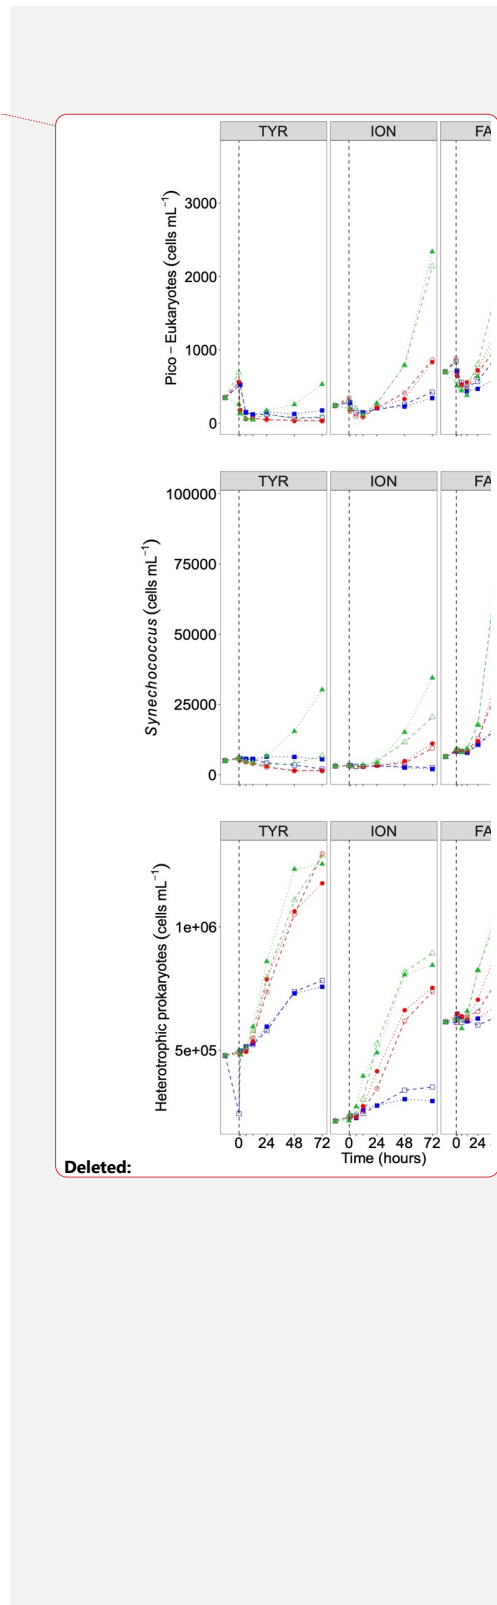 TYR ION FA
Pico – Eukaryotes (cells mL⁻¹)
3000
2000
1000
0
TYR ION FA
Synechococcus (cells mL⁻¹)
100000
75000
50000
25000
0
TYR ION FA
Heterotrophic prokaryotes (cells mL⁻¹)
1e+06
5e+05
0 24 48 72 0 24 48 72 0 24
Time (hours)
Deleted: